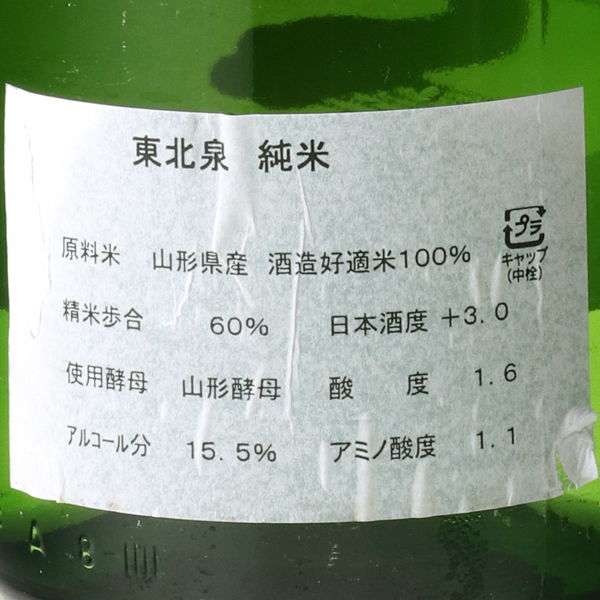 東北泉 純米
原料米 山形県産 酒造好適米100%
プラ
キャップ
(中栓)
精米歩合 60% 日本酒度 +3.0
使用酵母 山形酵母 酸 度 1.6
アルコール分 15.5% アミノ酸度 1.1
A 8